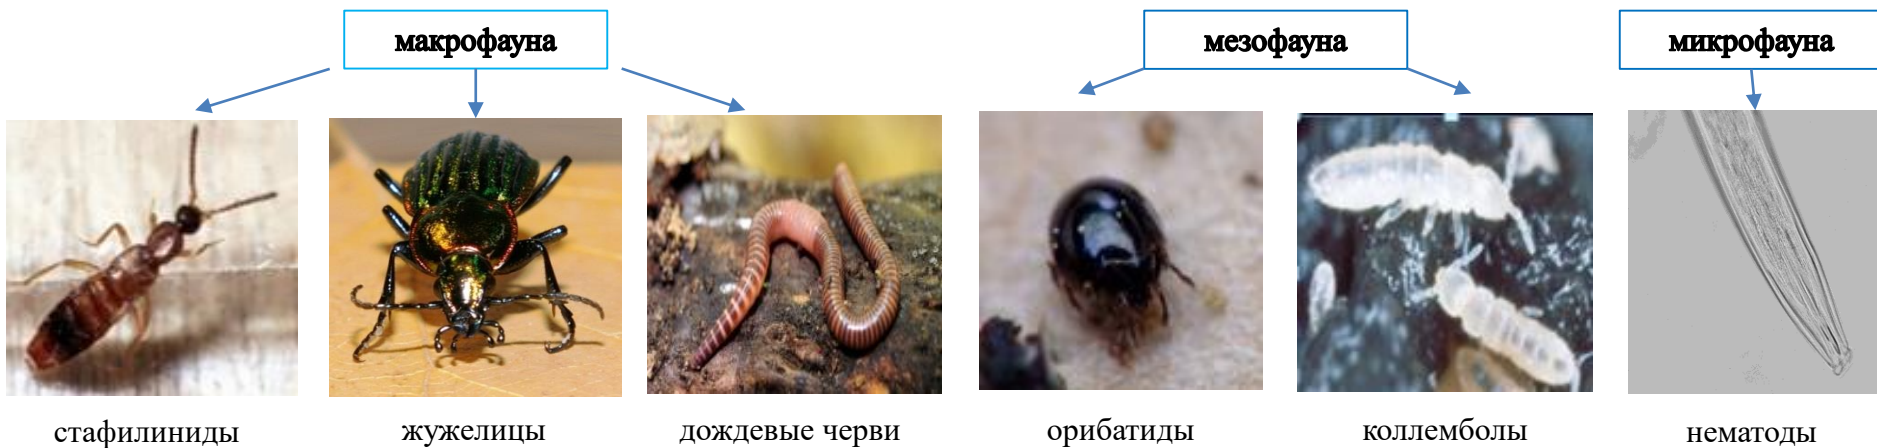 макрофауна
мезофауна
микрофауна
стафилиниды
жужелицы
дождевые черви
орибатиды
коллемболы
нематоды